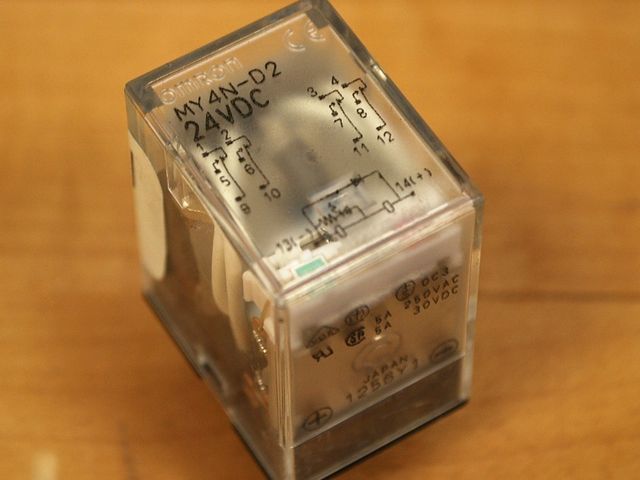 OMRON
CE
MY4N-D2
24VDC
1 2 3 4
5 6 7 8
9 10 11 12
13(-) 14(+)
DC3
5A 250VAC
5A 30VDC
JAPAN
1256Y1
+ -